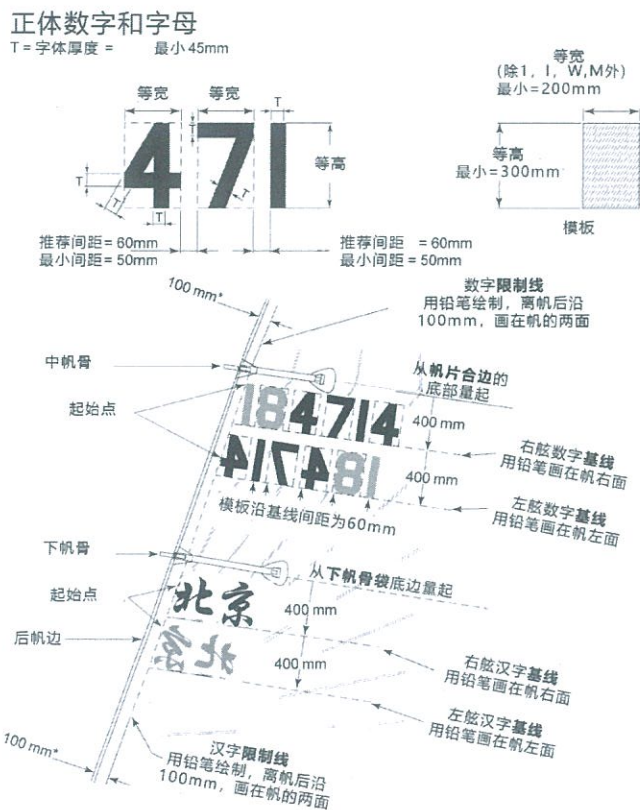 正体数字和字母
T = 字体厚度 = 最小 45mm
等宽 等宽 T
471
T
T
T
T
T
等高
推荐间距 = 60mm
最小间距 = 50mm
推荐间距 = 60mm
最小间距 = 50mm
等宽
(除1, I, W,M外)
最小=200mm
等高
最小=300mm
模板
100 mm*
数字限制线
用铅笔绘制，离帆后沿
100mm，画在帆的两面
中帆骨
起始点
从帆片合边的
底部量起
184714
400 mm
右舷数字基线
用铅笔画在帆右面
471481
400 mm
左舷数字基线
用铅笔画在帆左面
模板沿基线间距为60mm
下帆骨
起始点
后帆边
从下帆骨袋底边量起
北京
400 mm
右舷汉字基线
用铅笔画在帆右面
北京
400 mm
左舷汉字基线
用铅笔画在帆左面
100 mm*
汉字限制线
用铅笔绘制，离帆后沿
100mm，画在帆的两面